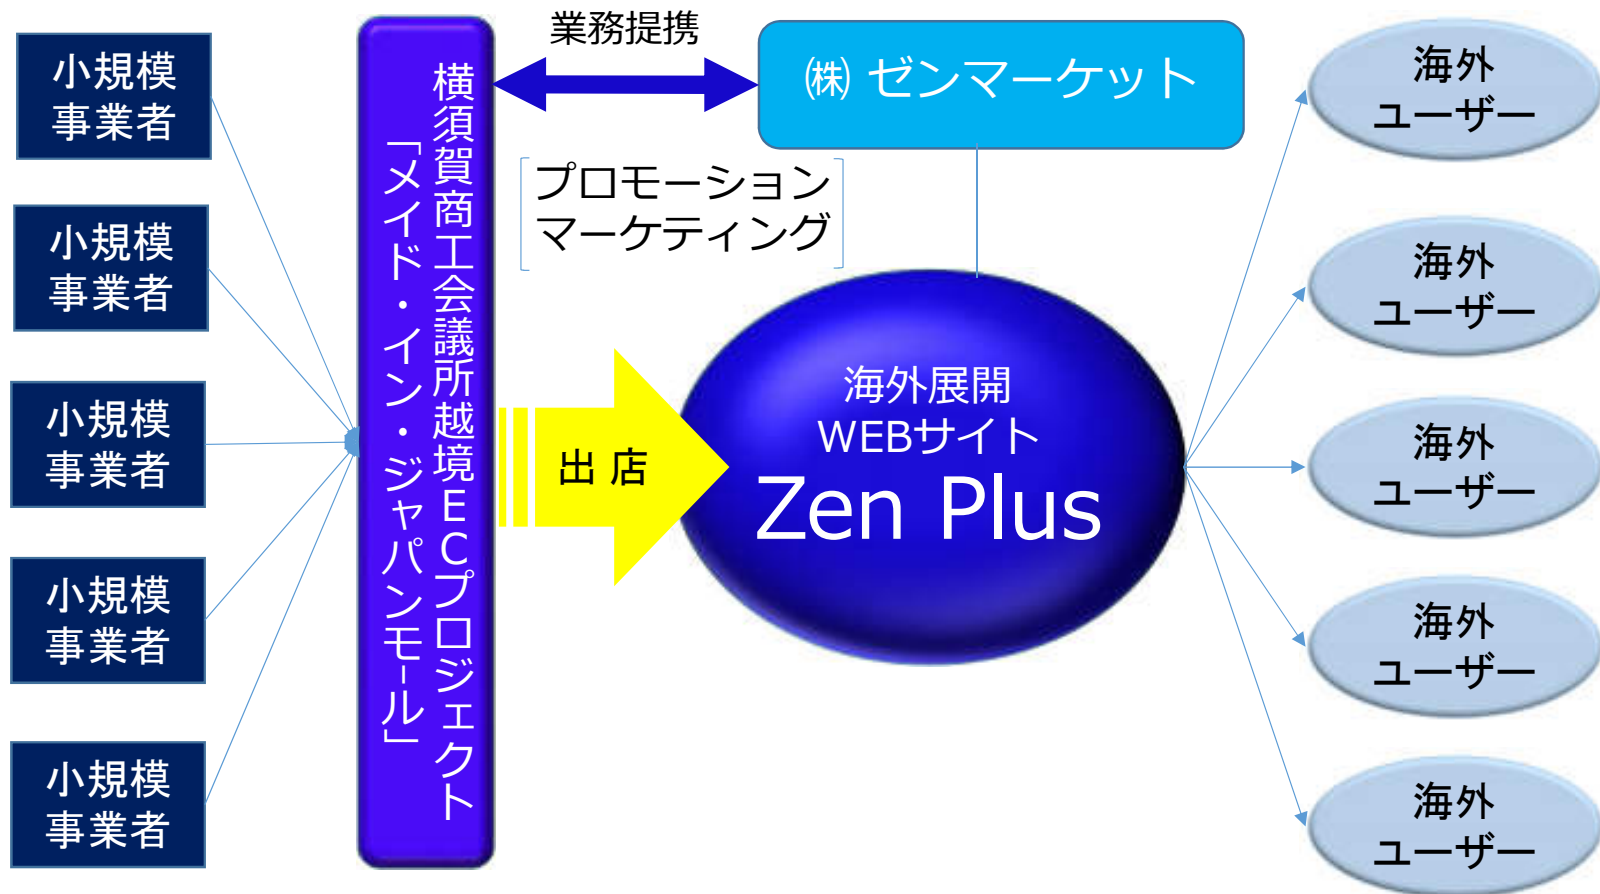 小規模
事業者
小規模
事業者
小規模
事業者
小規模
事業者
小規模
事業者
横須賀商工会議所越境ECプロジェクト
「メイド・イン・ジャパンモール」
業務提携
㈱ ゼンマーケット
プロモーション
マーケティング
出店
海外展開
WEBサイト
Zen Plus
海外
ユーザー
海外
ユーザー
海外
ユーザー
海外
ユーザー
海外
ユーザー